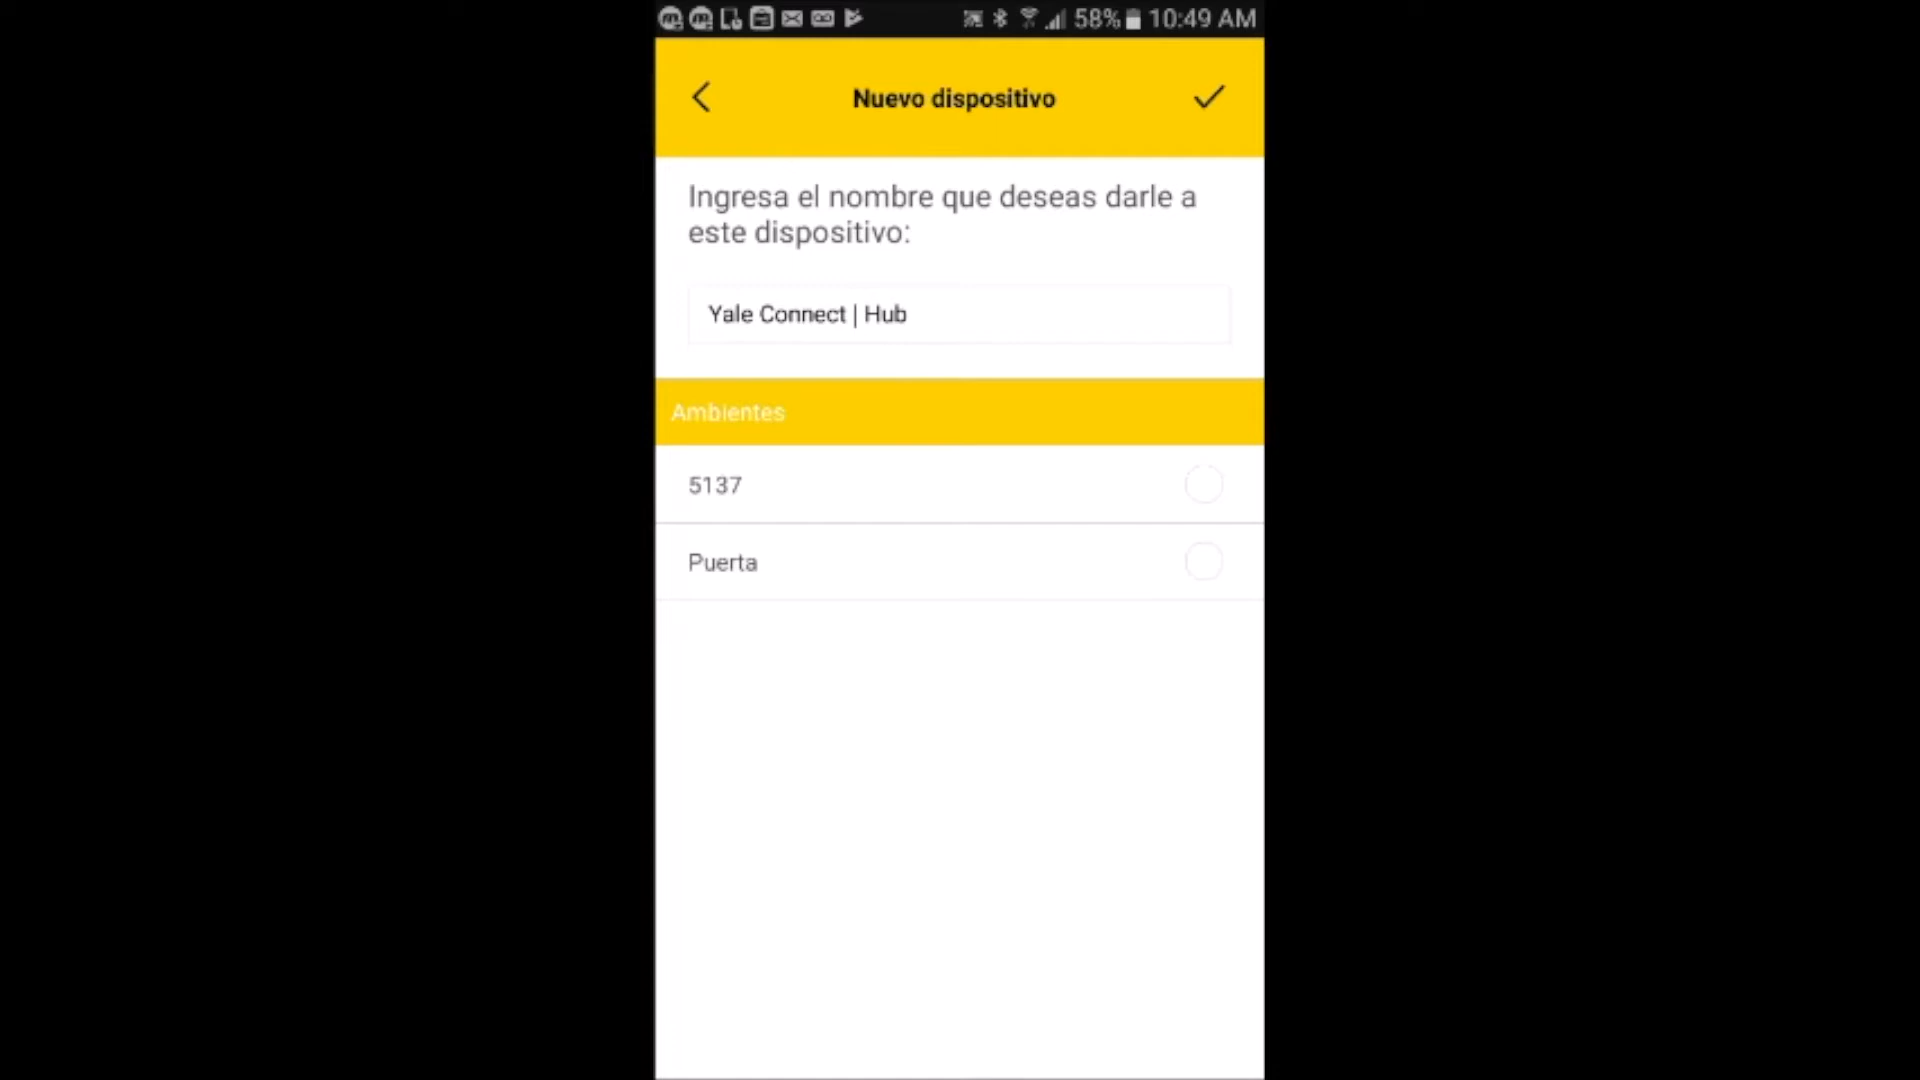 58% 10:49 AM
Nuevo dispositivo
Ingresa el nombre que deseas darle a
este dispositivo:
Yale Connect | Hub
Ambientes
5137
Puerta